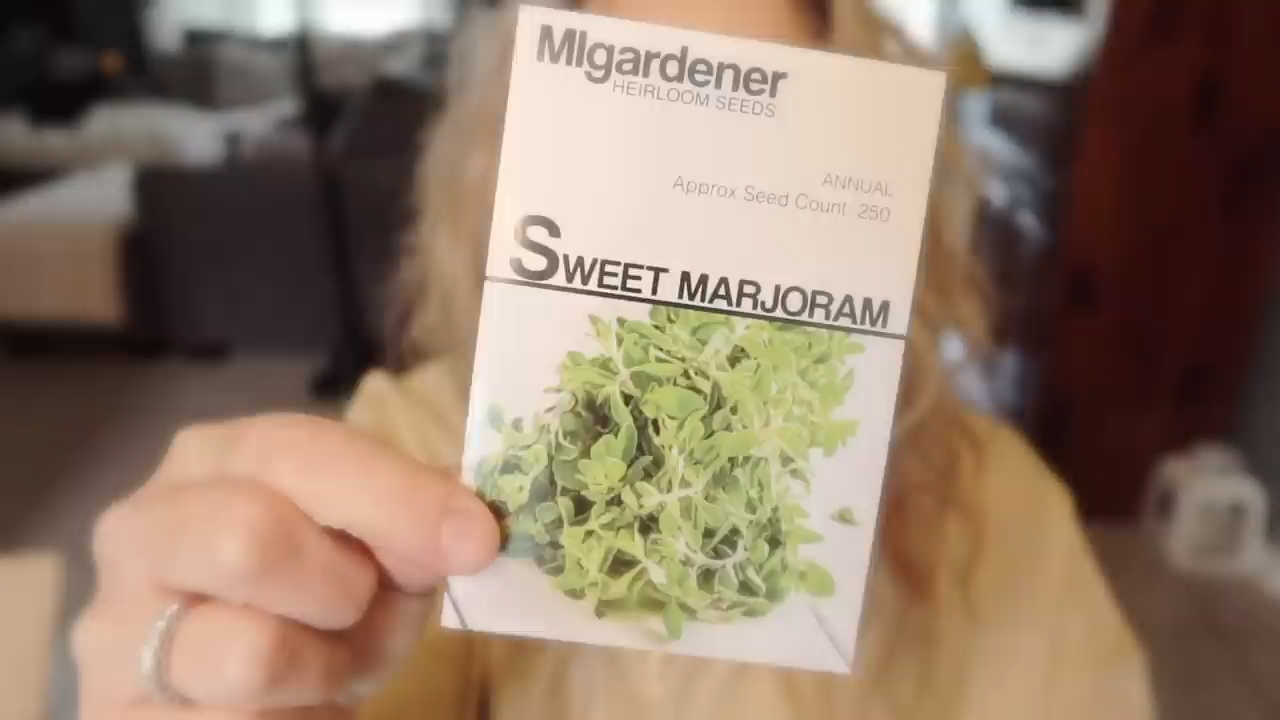 MIgardener
HEIRLOOM SEEDS
ANNUAL
Approx Seed Count 250
SWEET MARJORAM